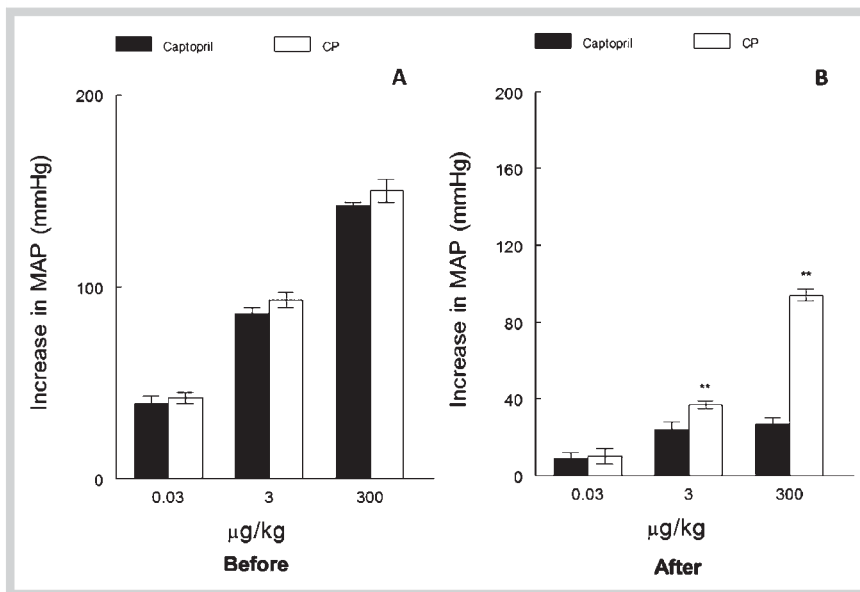 Captopril CP
A
200
100
0
Increase in MAP (mmHg)
0.03 3 300
µg/kg
Before
Captopril CP
B
200
160
120
80
40
0
Increase in MAP (mmHg)
**
**
0.03 3 300
µg/kg
After